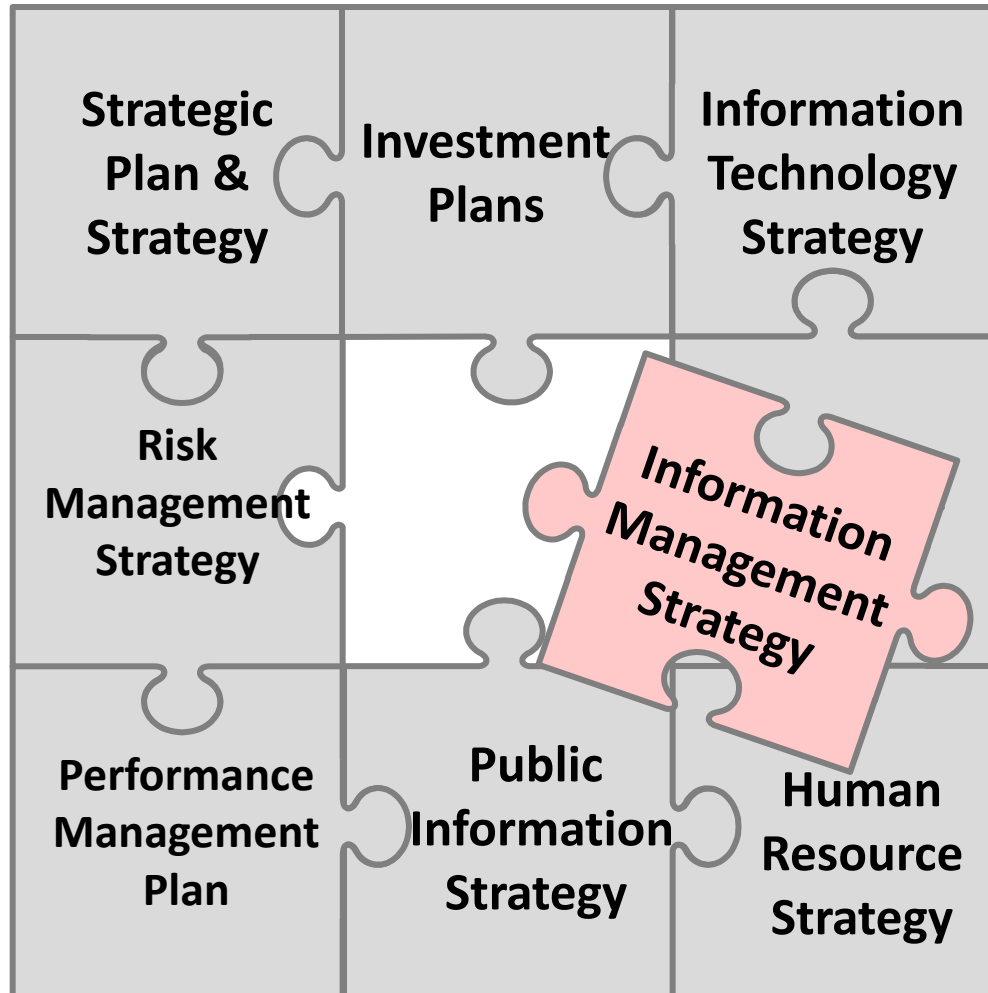 Strategic
Plan &
Strategy
Investment
Plans
Information
Technology
Strategy
Risk
Management
Strategy
Information
Management
Strategy
Performance
Management
Plan
Public
Information
Strategy
Human
Resource
Strategy